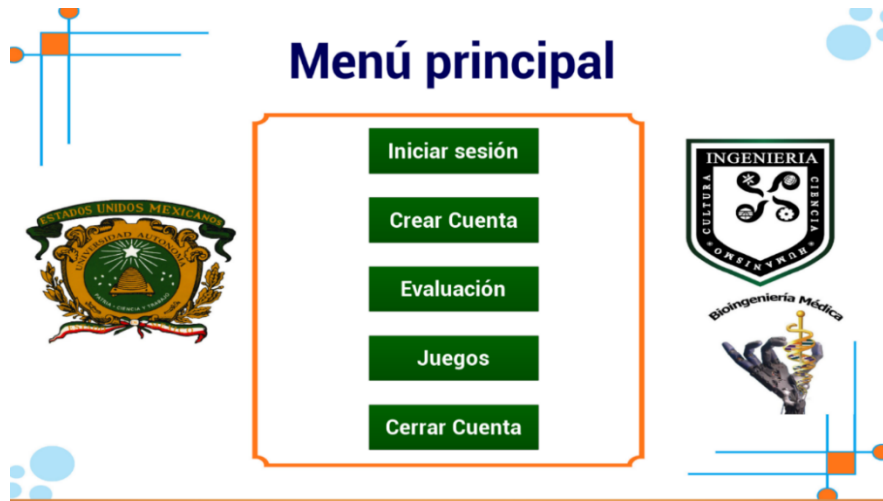 Menú principal
Iniciar sesión
Crear Cuenta
Evaluación
Juegos
Cerrar Cuenta
ESTADOS UNIDOS MEXICANOS
UNIVERSIDAD AUTONOMA
PATRIA • CIENCIA Y TRABAJO
INGENIERIA
CULTURA
CIENCIA
HUMANISMO
Bioingeniería Médica